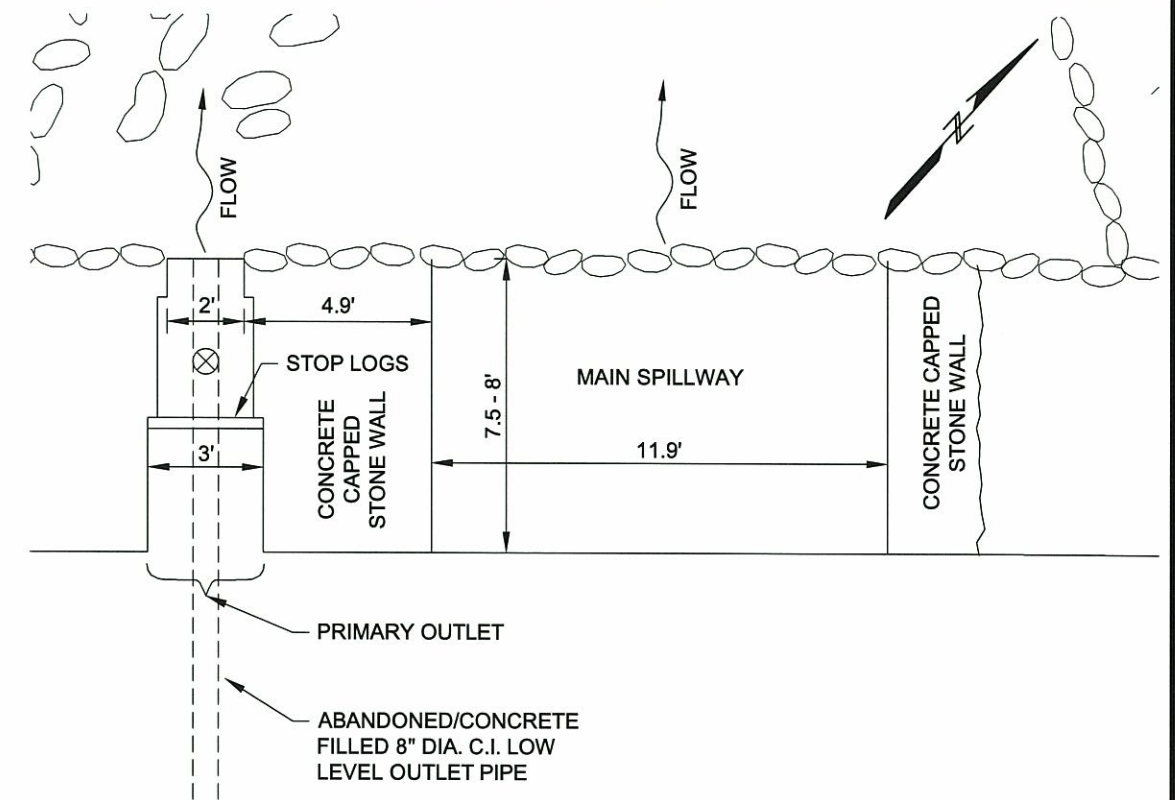 FLOW
FLOW
N
2'
4.9'
STOP LOGS
CONCRETE
CAPPED
STONE WALL
3'
7.5 - 8'
MAIN SPILLWAY
11.9'
CONCRETE CAPPED
STONE WALL
PRIMARY OUTLET
ABANDONED/CONCRETE
FILLED 8" DIA. C.I. LOW
LEVEL OUTLET PIPE